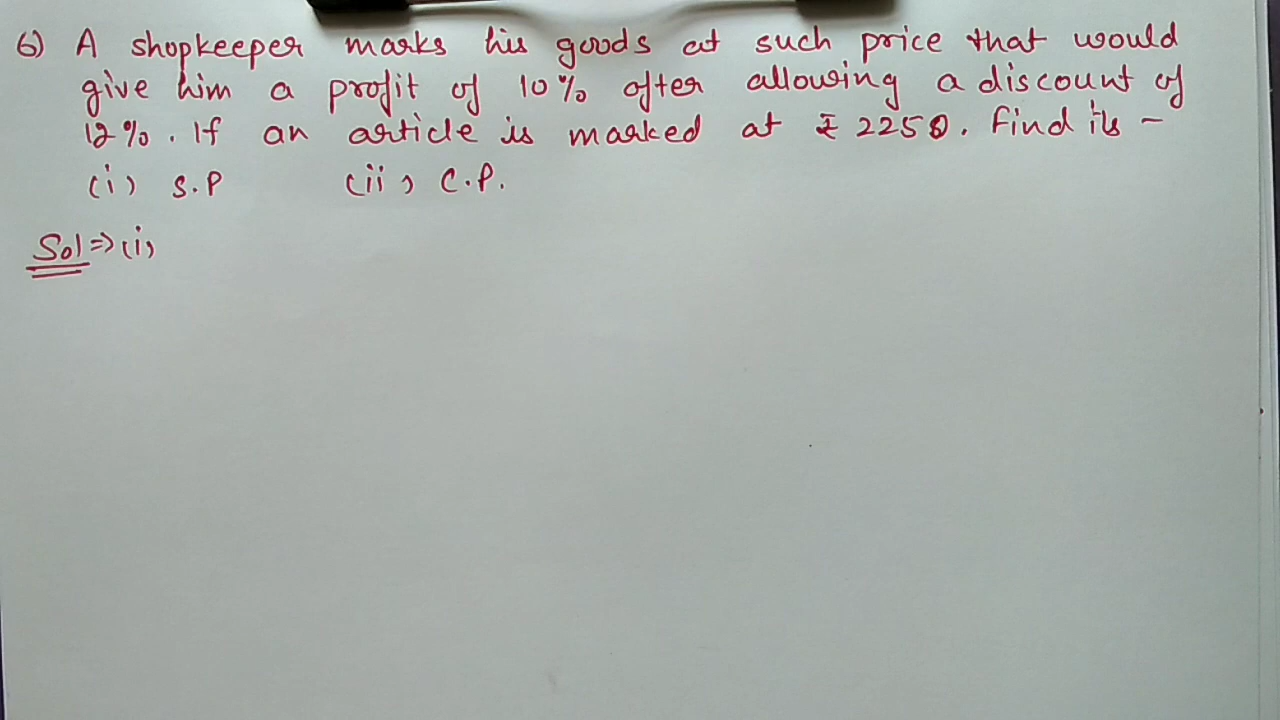 6) A shopkeeper marks his goods at such price that would
give him a profit of 10% after allowing a discount of
12%. If an article is marked at ₹ 2250. Find its –
(i) S.P (ii) C.P.
Sol ⇒ (i)